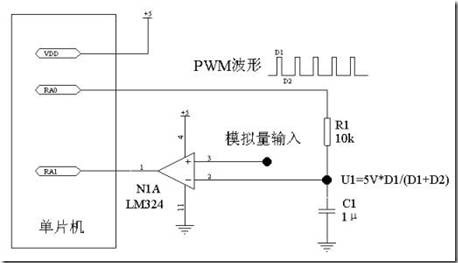 +5
D1
PWM波形
D2
VDD
RA0
+5
R1
10k
模拟量输入
4
3
+
RA1
1
2
-
U1=5V*D1/(D1+D2)
N1A
LM324
11
C1
1μ
单片机